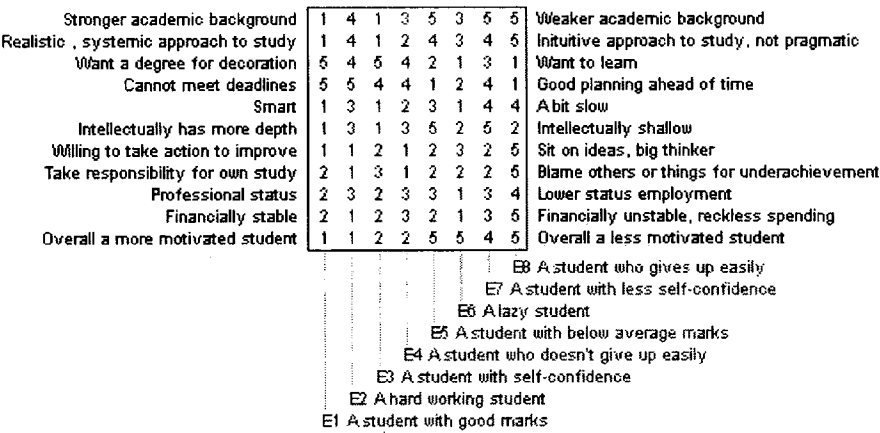 Stronger academic background 1 4 1 3 5 3 5 5 Weaker academic background
Realistic , systemic approach to study 1 4 1 2 4 3 4 5 Inituitive approach to study, not pragmatic
Want a degree for decoration 5 4 5 4 2 1 3 1 Want to learn
Cannot meet deadlines 5 5 4 4 1 2 4 1 Good planning ahead of time
Smart 1 3 1 2 3 1 4 4 A bit slow
Intellectually has more depth 1 3 1 3 5 2 5 2 Intellectually shallow
Willing to take action to improve 1 1 2 1 2 3 2 5 Sit on ideas, big thinker
Take responsibility for own study 2 1 3 1 2 2 2 5 Blame others or things for underachievement
Professional status 2 3 2 3 3 1 3 4 Lower status employment
Financially stable 2 1 2 3 2 1 3 5 Financially unstable, reckless spending
Overall a more motivated student 1 1 2 2 5 5 4 5 Overall a less motivated student
E8 A student who gives up easily
E7 A student with less self-confidence
E6 A lazy student
E5 A student with below average marks
E4 A student who doesn't give up easily
E3 A student with self-confidence
E2 A hard working student
E1 A student with good marks